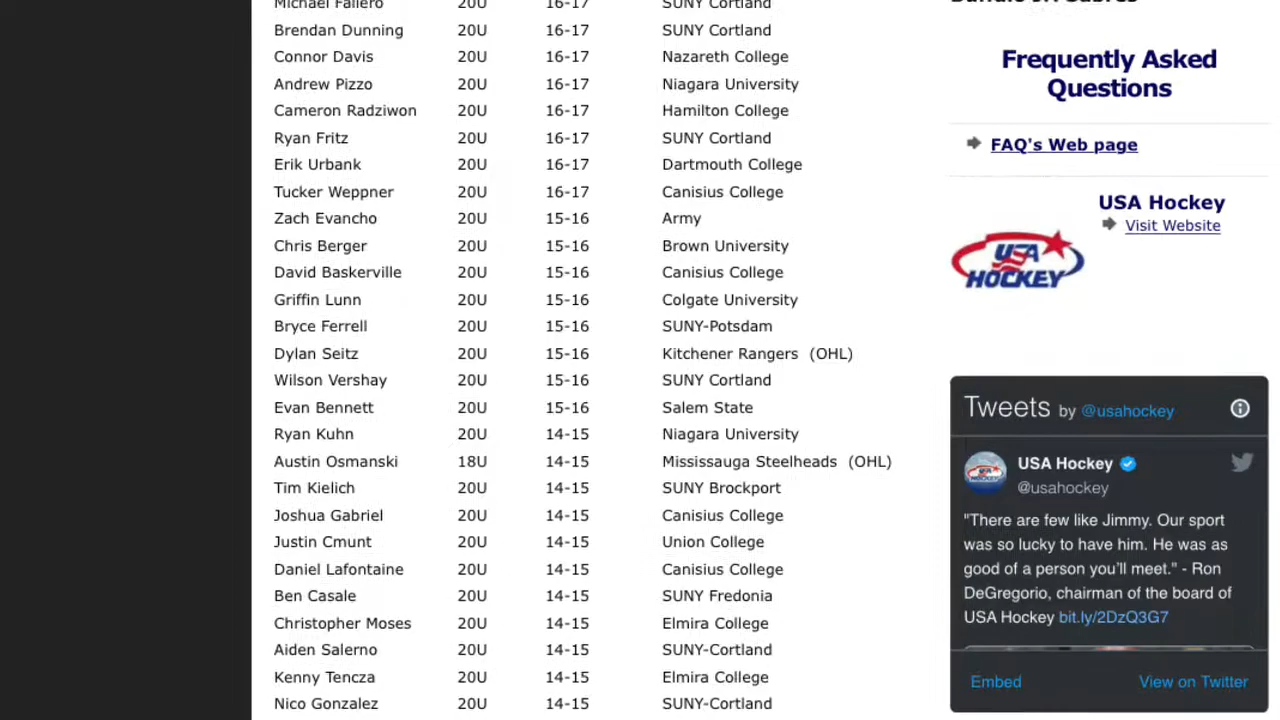 Michael Fallero 20U 16-17 SUNY Cortland
Brendan Dunning 20U 16-17 SUNY Cortland
Connor Davis 20U 16-17 Nazareth College
Andrew Pizzo 20U 16-17 Niagara University
Cameron Radziwon 20U 16-17 Hamilton College
Ryan Fritz 20U 16-17 SUNY Cortland
Erik Urbank 20U 16-17 Dartmouth College
Tucker Weppner 20U 16-17 Canisius College
Zach Evancho 20U 15-16 Army
Chris Berger 20U 15-16 Brown University
David Baskerville 20U 15-16 Canisius College
Griffin Lunn 20U 15-16 Colgate University
Bryce Ferrell 20U 15-16 SUNY-Potsdam
Dylan Seitz 20U 15-16 Kitchener Rangers (OHL)
Wilson Vershay 20U 15-16 SUNY Cortland
Evan Bennett 20U 15-16 Salem State
Ryan Kuhn 20U 14-15 Niagara University
Austin Osmanski 18U 14-15 Mississauga Steelheads (OHL)
Tim Kielich 20U 14-15 SUNY Brockport
Joshua Gabriel 20U 14-15 Canisius College
Justin Cmunt 20U 14-15 Union College
Daniel Lafontaine 20U 14-15 Canisius College
Ben Casale 20U 14-15 SUNY Fredonia
Christopher Moses 20U 14-15 Elmira College
Aiden Salerno 20U 14-15 SUNY-Cortland
Kenny Tencza 20U 14-15 Elmira College
Nico Gonzalez 20U 14-15 SUNY-Cortland
Buffalo Jr. Sabres
Frequently Asked
Questions
FAQ's Web page
USA Hockey
Visit Website
USA
HOCKEY
Tweets by @usahockey
USA Hockey
@usahockey
"There are few like Jimmy. Our sport
was so lucky to have him. He was as
good of a person you'll meet." - Ron
DeGregorio, chairman of the board of
USA Hockey bit.ly/2DzQ3G7
Embed View on Twitter